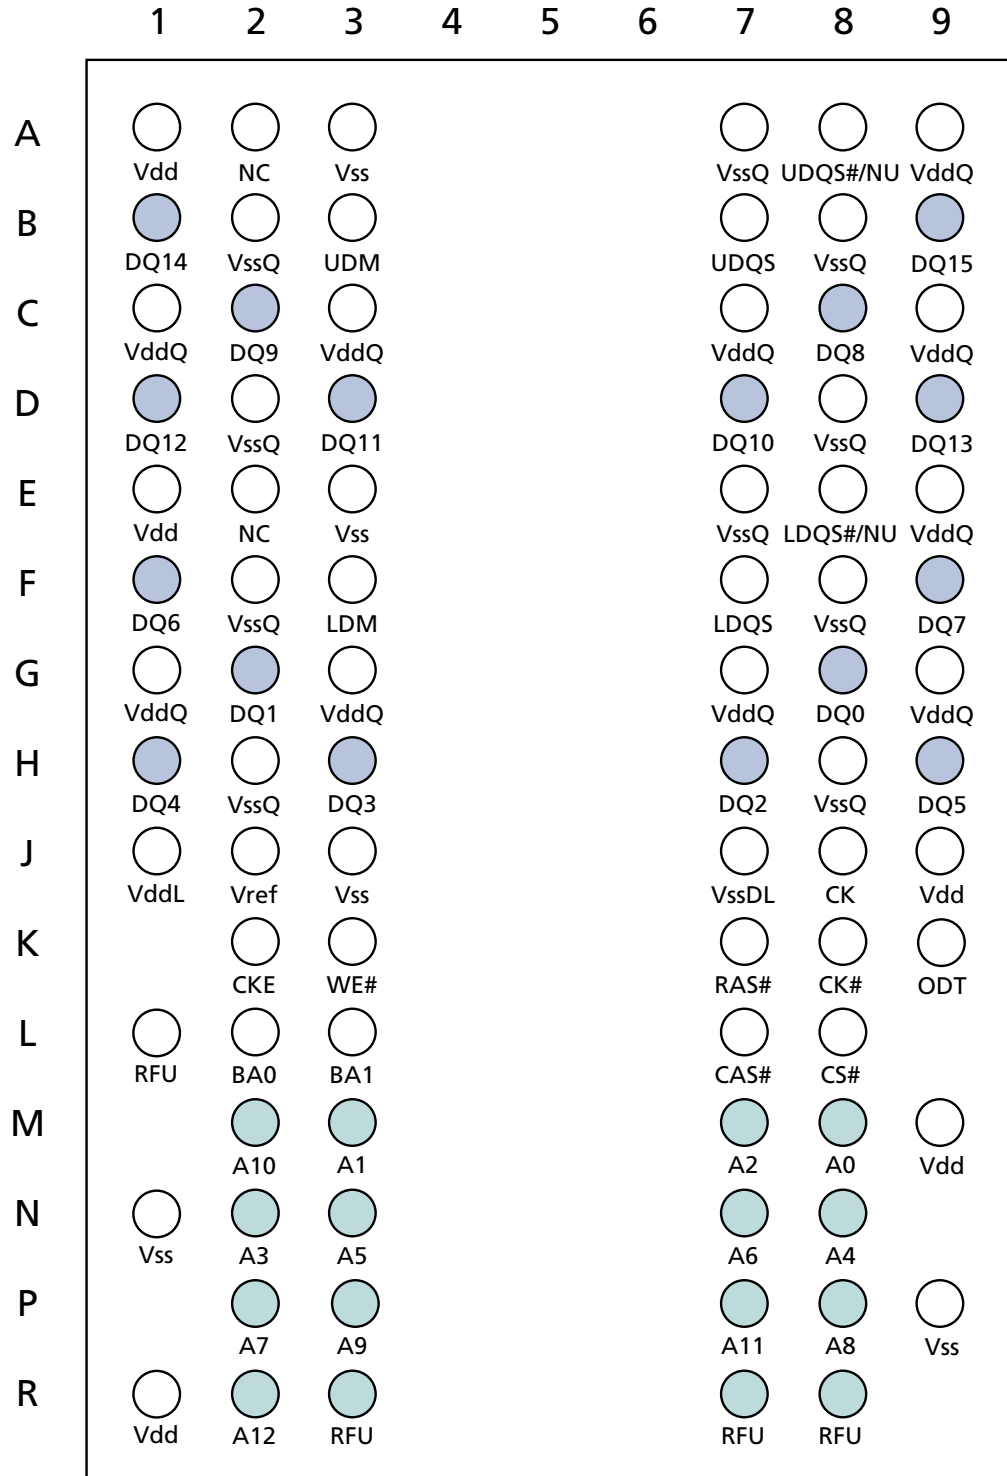 1 2 3 4 5 6 7 8 9
A
Vdd NC Vss VssQ UDQS#/NU VddQ
B
DQ14 VssQ UDM UDQS VssQ DQ15
C
VddQ DQ9 VddQ VddQ DQ8 VddQ
D
DQ12 VssQ DQ11 DQ10 VssQ DQ13
E
Vdd NC Vss VssQ LDQS#/NU VddQ
F
DQ6 VssQ LDM LDQS VssQ DQ7
G
VddQ DQ1 VddQ VddQ DQ0 VddQ
H
DQ4 VssQ DQ3 DQ2 VssQ DQ5
J
VddL Vref Vss VssDL CK Vdd
K
CKE WE# RAS# CK# ODT
L
RFU BA0 BA1 CAS# CS#
M
A10 A1 A2 A0 Vdd
N
Vss A3 A5 A6 A4
P
A7 A9 A11 A8 Vss
R
Vdd A12 RFU RFU RFU